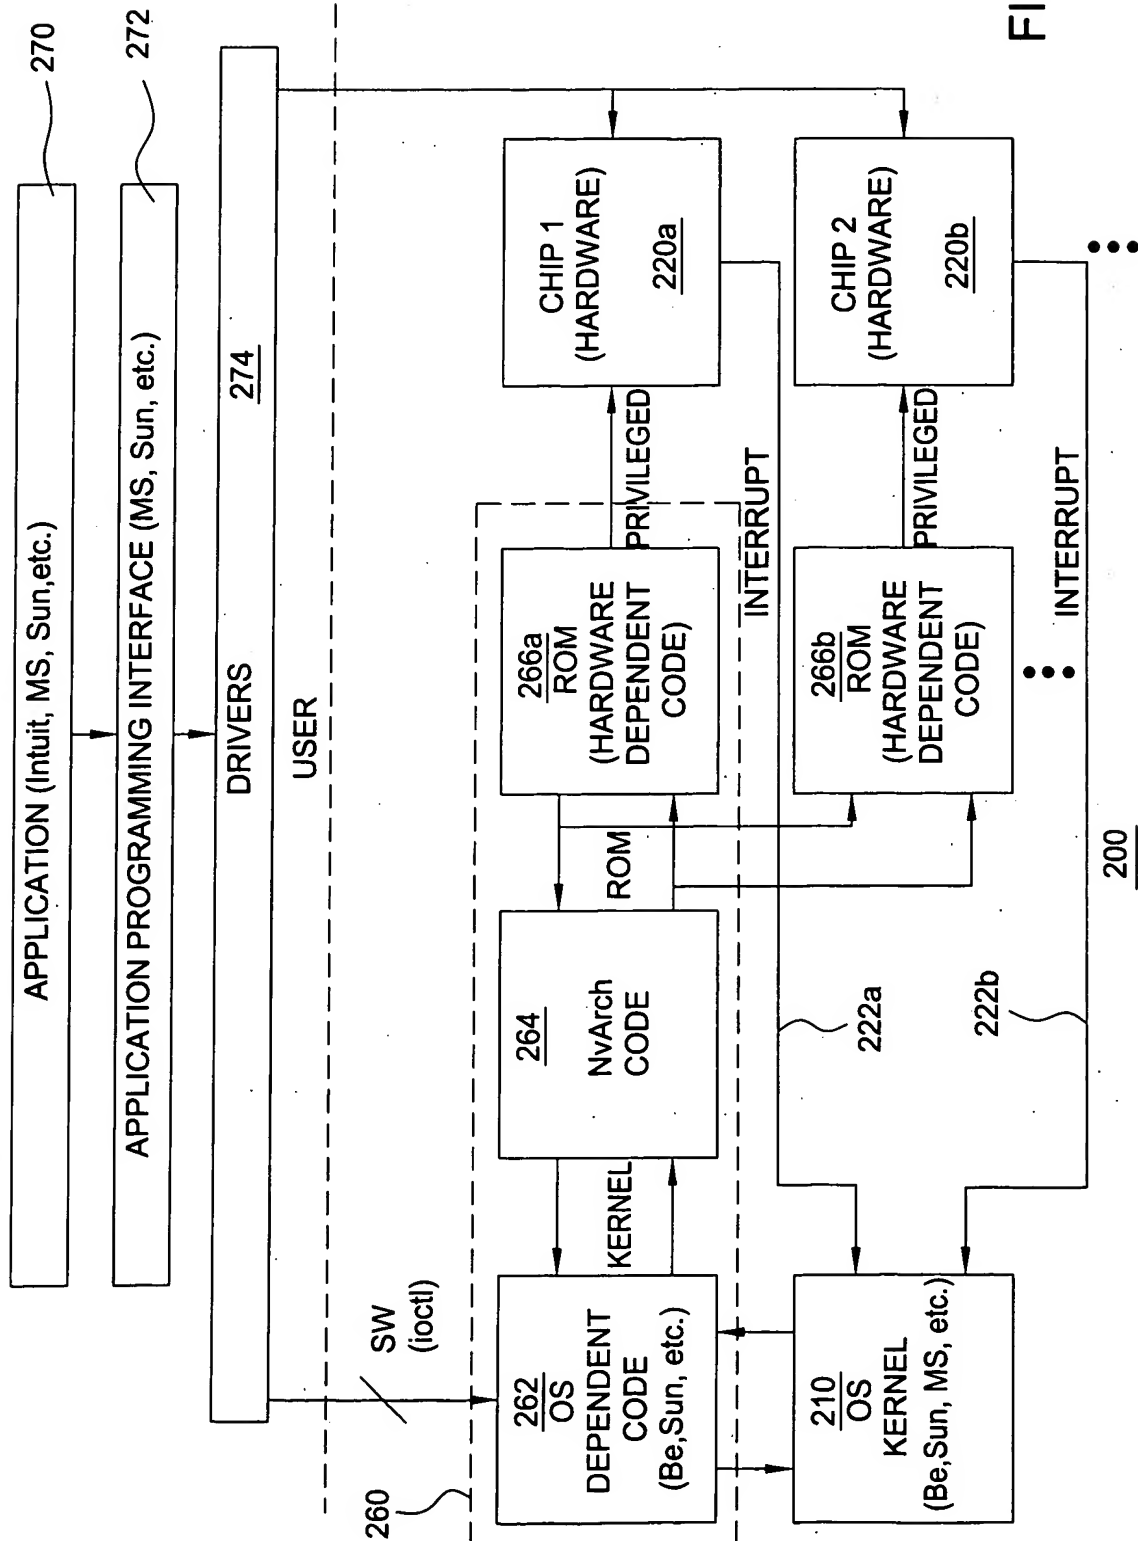 APPLICATION (Intuit, MS, Sun,etc.)
270
APPLICATION PROGRAMMING INTERFACE (MS, Sun, etc.)
272
DRIVERS
274
USER
SW
(ioctl)
260
262
OS
DEPENDENT
CODE
(Be,Sun, etc.)
KERNEL
264
NvArch
CODE
ROM
266a
ROM
(HARDWARE
DEPENDENT
CODE)
PRIVILEGED
CHIP 1
(HARDWARE)
220a
INTERRUPT
222a
210
OS
KERNEL
(Be,Sun, MS, etc.)
266b
ROM
(HARDWARE
DEPENDENT
CODE)
PRIVILEGED
CHIP 2
(HARDWARE)
220b
INTERRUPT
222b
200
FI